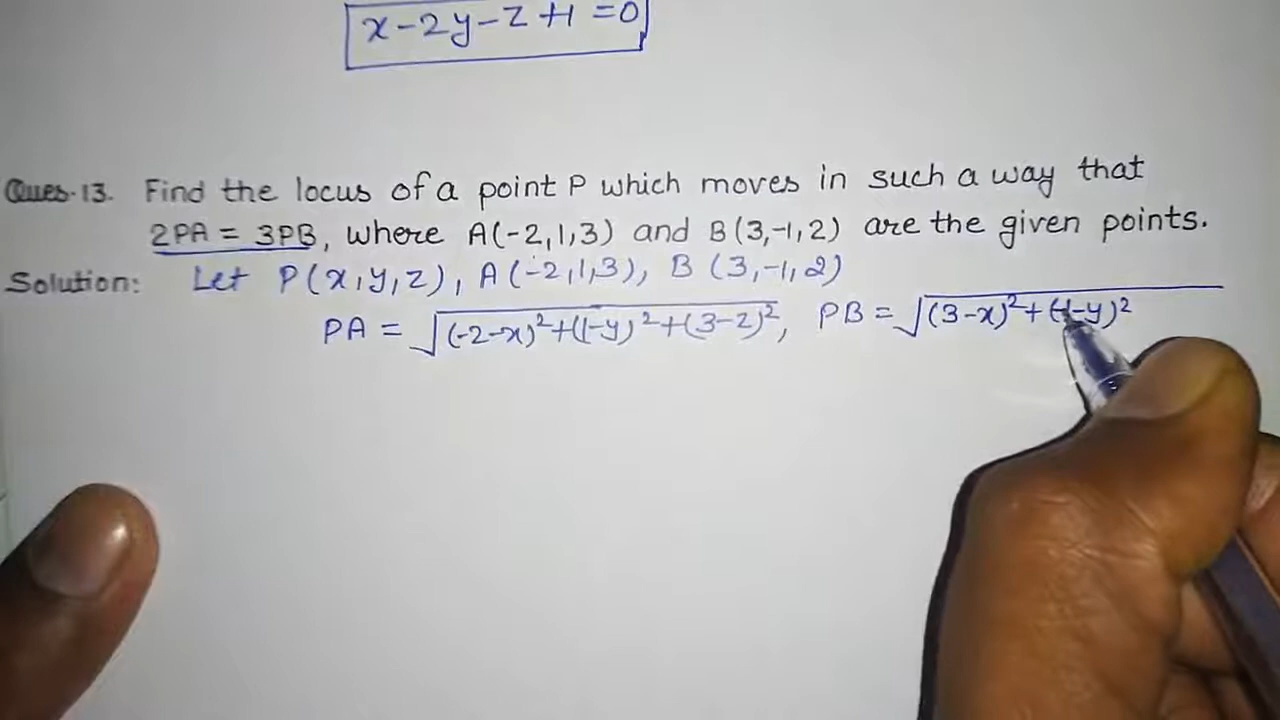 x-2y-z+1=0
Ques.13. Find the locus of a point P which moves in such a way that
2PA = 3PB, where A(-2,1,3) and B(3,-1,2) are the given points.
Solution: Let P(x,y,z), A(-2,1,3), B(3,-1,2)
PA = √(-2-x)²+(1-y)²+(3-z)², PB = √(3-x)²+(-1-y)²